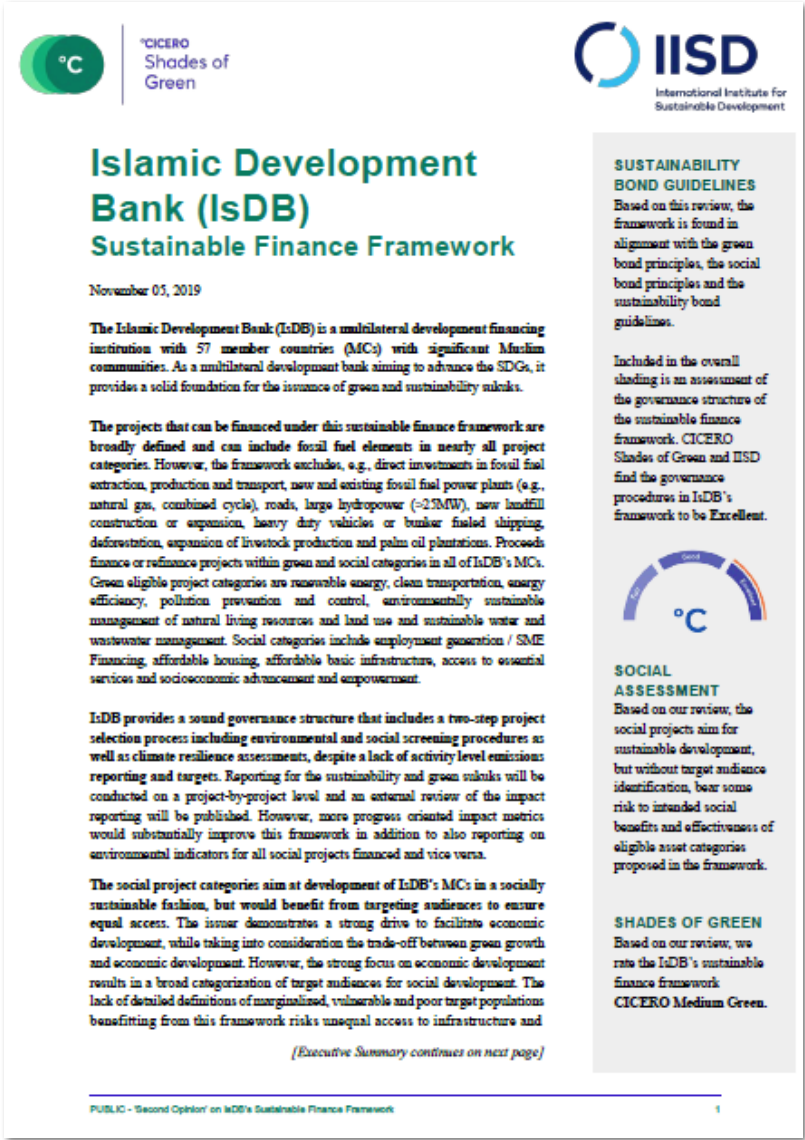 °C
°CICERO
Shades of
Green
IISD
International Institute for
Sustainable Development
Islamic Development
Bank (IsDB)
Sustainable Finance Framework
November 05, 2019
The Islamic Development Bank (IsDB) is a multilateral development financing
institution with 57 member countries (MCs) with significant Muslim
communities. As a multilateral development bank aiming to advance the SDGs, it
provides a solid foundation for the issuance of green and sustainability sukuks.
The projects that can be financed under this sustainable finance framework are
broadly defined and can include fossil fuel elements in nearly all project
categories. However, the framework excludes, e.g., direct investments in fossil fuel
extraction, production and transport, new and existing fossil fuel power plants (e.g.,
natural gas, combined cycle), roads, large hydropower (>25MW), new landfill
construction or expansion, heavy duty vehicles or bunker fueled shipping,
deforestation, expansion of livestock production and palm oil plantations. Proceeds
finance or refinance projects within green and social categories in all of IsDB's MCs.
Green eligible project categories are renewable energy, clean transportation, energy
efficiency, pollution prevention and control, environmentally sustainable
management of natural living resources and land use and sustainable water and
wastewater management. Social categories include employment generation / SME
Financing, affordable housing, affordable basic infrastructure, access to essential
services and socioeconomic advancement and empowerment.
IsDB provides a sound governance structure that includes a two-step project
selection process including environmental and social screening procedures as
well as climate resilience assessments, despite a lack of activity level emissions
reporting and targets. Reporting for the sustainability and green sukuks will be
conducted on a project-by-project level and an external review of the impact
reporting will be published. However, more progress oriented impact metrics
would substantially improve this framework in addition to also reporting on
environmental indicators for all social projects financed and vice versa.
The social project categories aim at development of IsDB's MCs in a socially
sustainable fashion, but would benefit from targeting audiences to ensure
equal access. The issuer demonstrates a strong drive to facilitate economic
development, while taking into consideration the trade-off between green growth
and economic development. However, the strong focus on economic development
results in a broad categorization of target audiences for social development. The
lack of detailed definitions of marginalized, vulnerable and poor target populations
benefitting from this framework risks unequal access to infrastructure and
[Executive Summary continues on next page]
SUSTAINABILITY
BOND GUIDELINES
Based on this review, the
framework is found in
alignment with the green
bond principles, the social
bond principles and the
sustainability bond
guidelines.
Included in the overall
shading is an assessment of
the governance structure of
the sustainable finance
framework. CICERO
Shades of Green and IISD
find the governance
procedures in IsDB's
framework to be Excellent.
Fair
Good
Excellent
°C
SOCIAL
ASSESSMENT
Based on our review, the
social projects aim for
sustainable development,
but without target audience
identification, bear some
risk to intended social
benefits and effectiveness of
eligible asset categories
proposed in the framework.
SHADES OF GREEN
Based on our review, we
rate the IsDB's sustainable
finance framework
CICERO Medium Green.
PUBLIC - 'Second Opinion' on IsDB's Sustainable Finance Framework
1